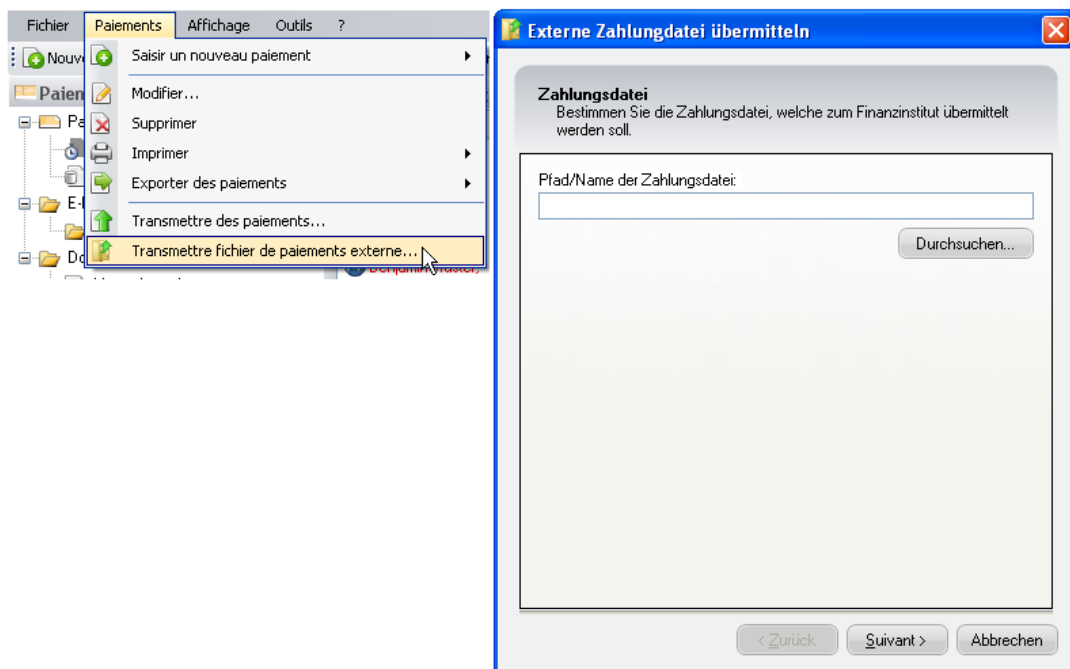 Fichier Paiements Affichage Outils ?
Saisir un nouveau paiement
Paien
Modifier...
Supprimer
Imprimer
Exporter des paiements
Transmettre des paiements...
Transmettre fichier de paiements externe...
Externe Zahlungdatei übermitteln
Zahlungsdatei
Bestimmen Sie die Zahlungsdatei, welche zum Finanzinstitut übermittelt
werden soll.
Pfad/Name der Zahlungsdatei:
Durchsuchen...
< Zurück Suivant > Abbrechen